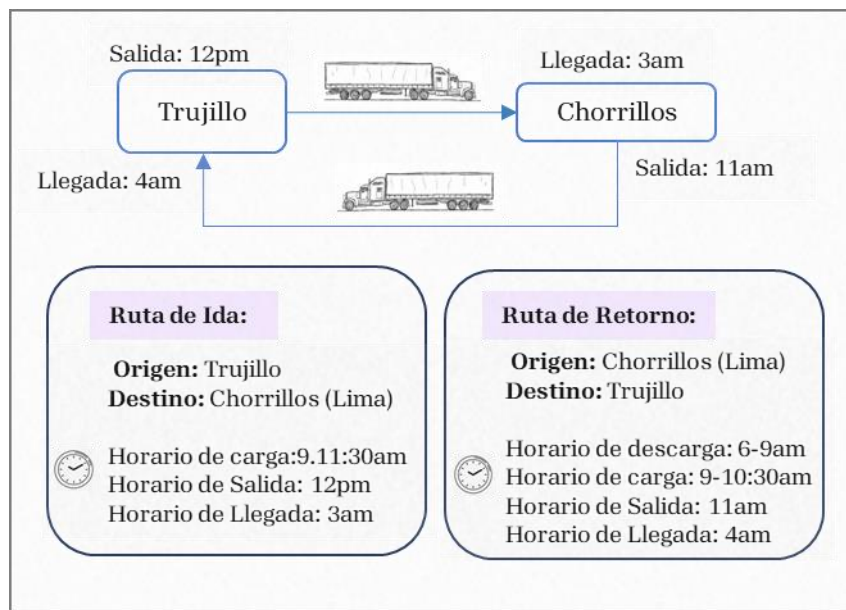 Salida: 12pm
Llegada: 3am
Trujillo
Chorrillos
Llegada: 4am
Salida: 11am
Ruta de Ida:
Origen: Trujillo
Destino: Chorrillos (Lima)
Horario de carga:9.11:30am
Horario de Salida: 12pm
Horario de Llegada: 3am
Ruta de Retorno:
Origen: Chorrillos (Lima)
Destino: Trujillo
Horario de descarga: 6-9am
Horario de carga: 9-10:30am
Horario de Salida: 11am
Horario de Llegada: 4am